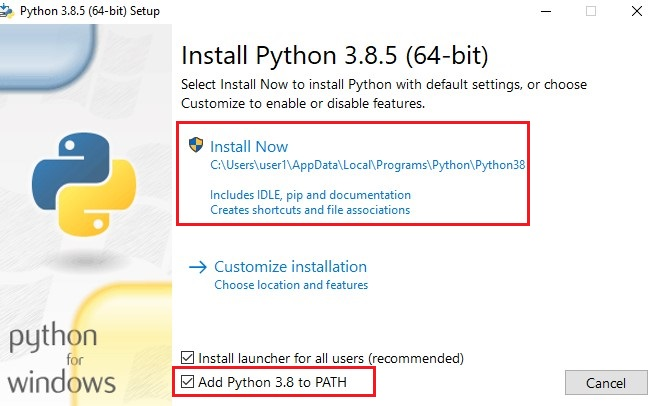 Python 3.8.5 (64-bit) Setup
Install Python 3.8.5 (64-bit)
Select Install Now to install Python with default settings, or choose
Customize to enable or disable features.
Install Now
C:\Users\user1\AppData\Local\Programs\Python\Python38
Includes IDLE, pip and documentation
Creates shortcuts and file associations
Customize installation
Choose location and features
Install launcher for all users (recommended)
Add Python 3.8 to PATH
Cancel
python
for
windows